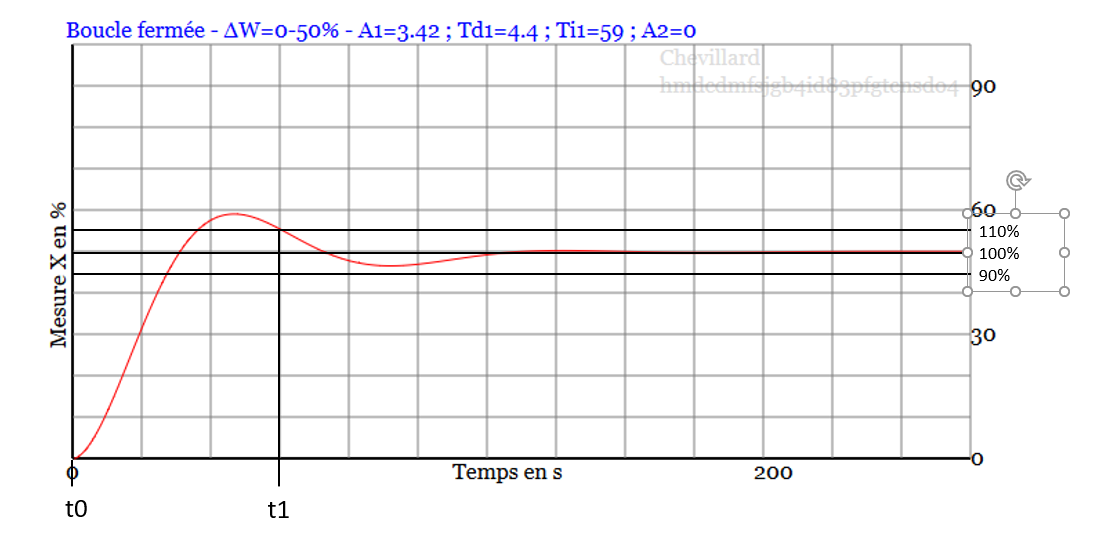 Boucle fermée - ΔW=0-50% - A1=3.42 ; Td1=4.4 ; Ti1=59 ; A2=0
Chevillard
90
60
110%
100%
90%
Mesure X en %
30
0
0
Temps en s
200
t0
t1